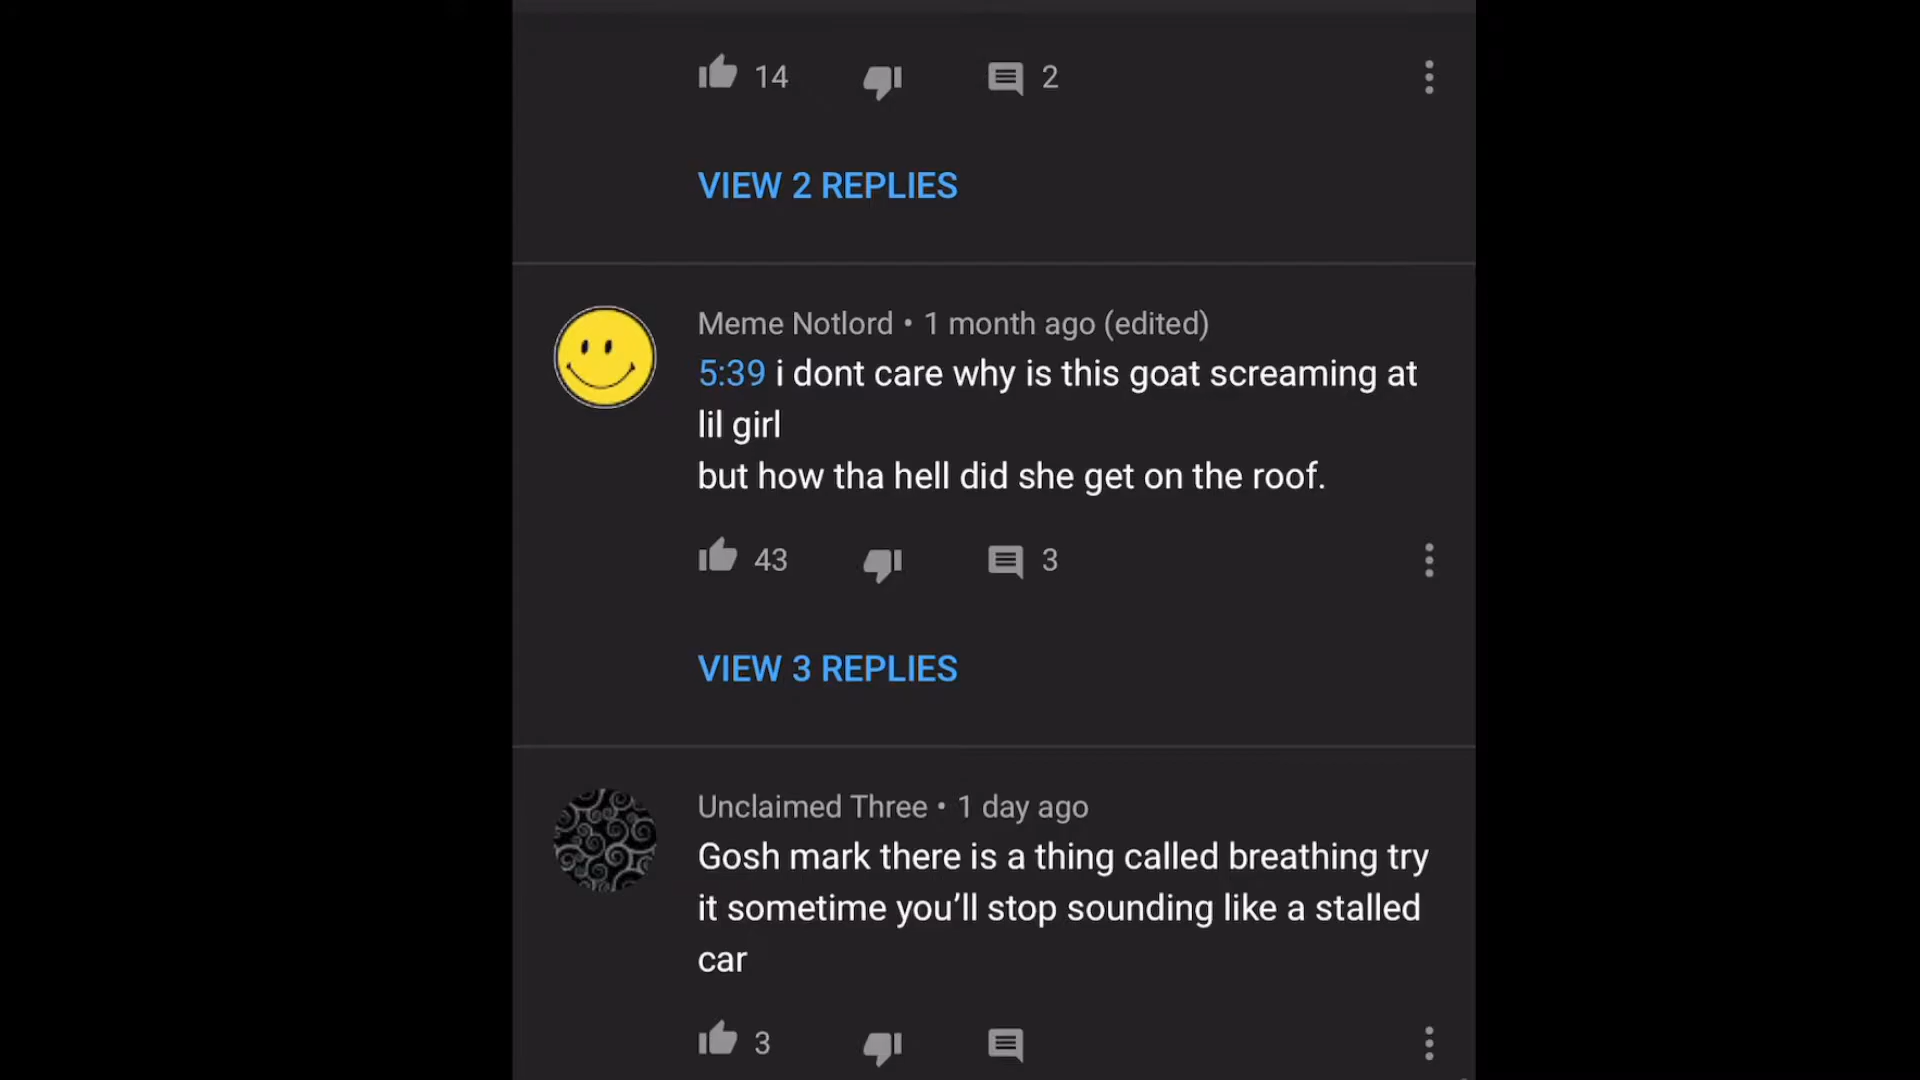 14 2
VIEW 2 REPLIES
Meme Notlord • 1 month ago (edited)
5:39 i dont care why is this goat screaming at
lil girl
but how tha hell did she get on the roof.
43 3
VIEW 3 REPLIES
Unclaimed Three • 1 day ago
Gosh mark there is a thing called breathing try
it sometime you’ll stop sounding like a stalled
car
3